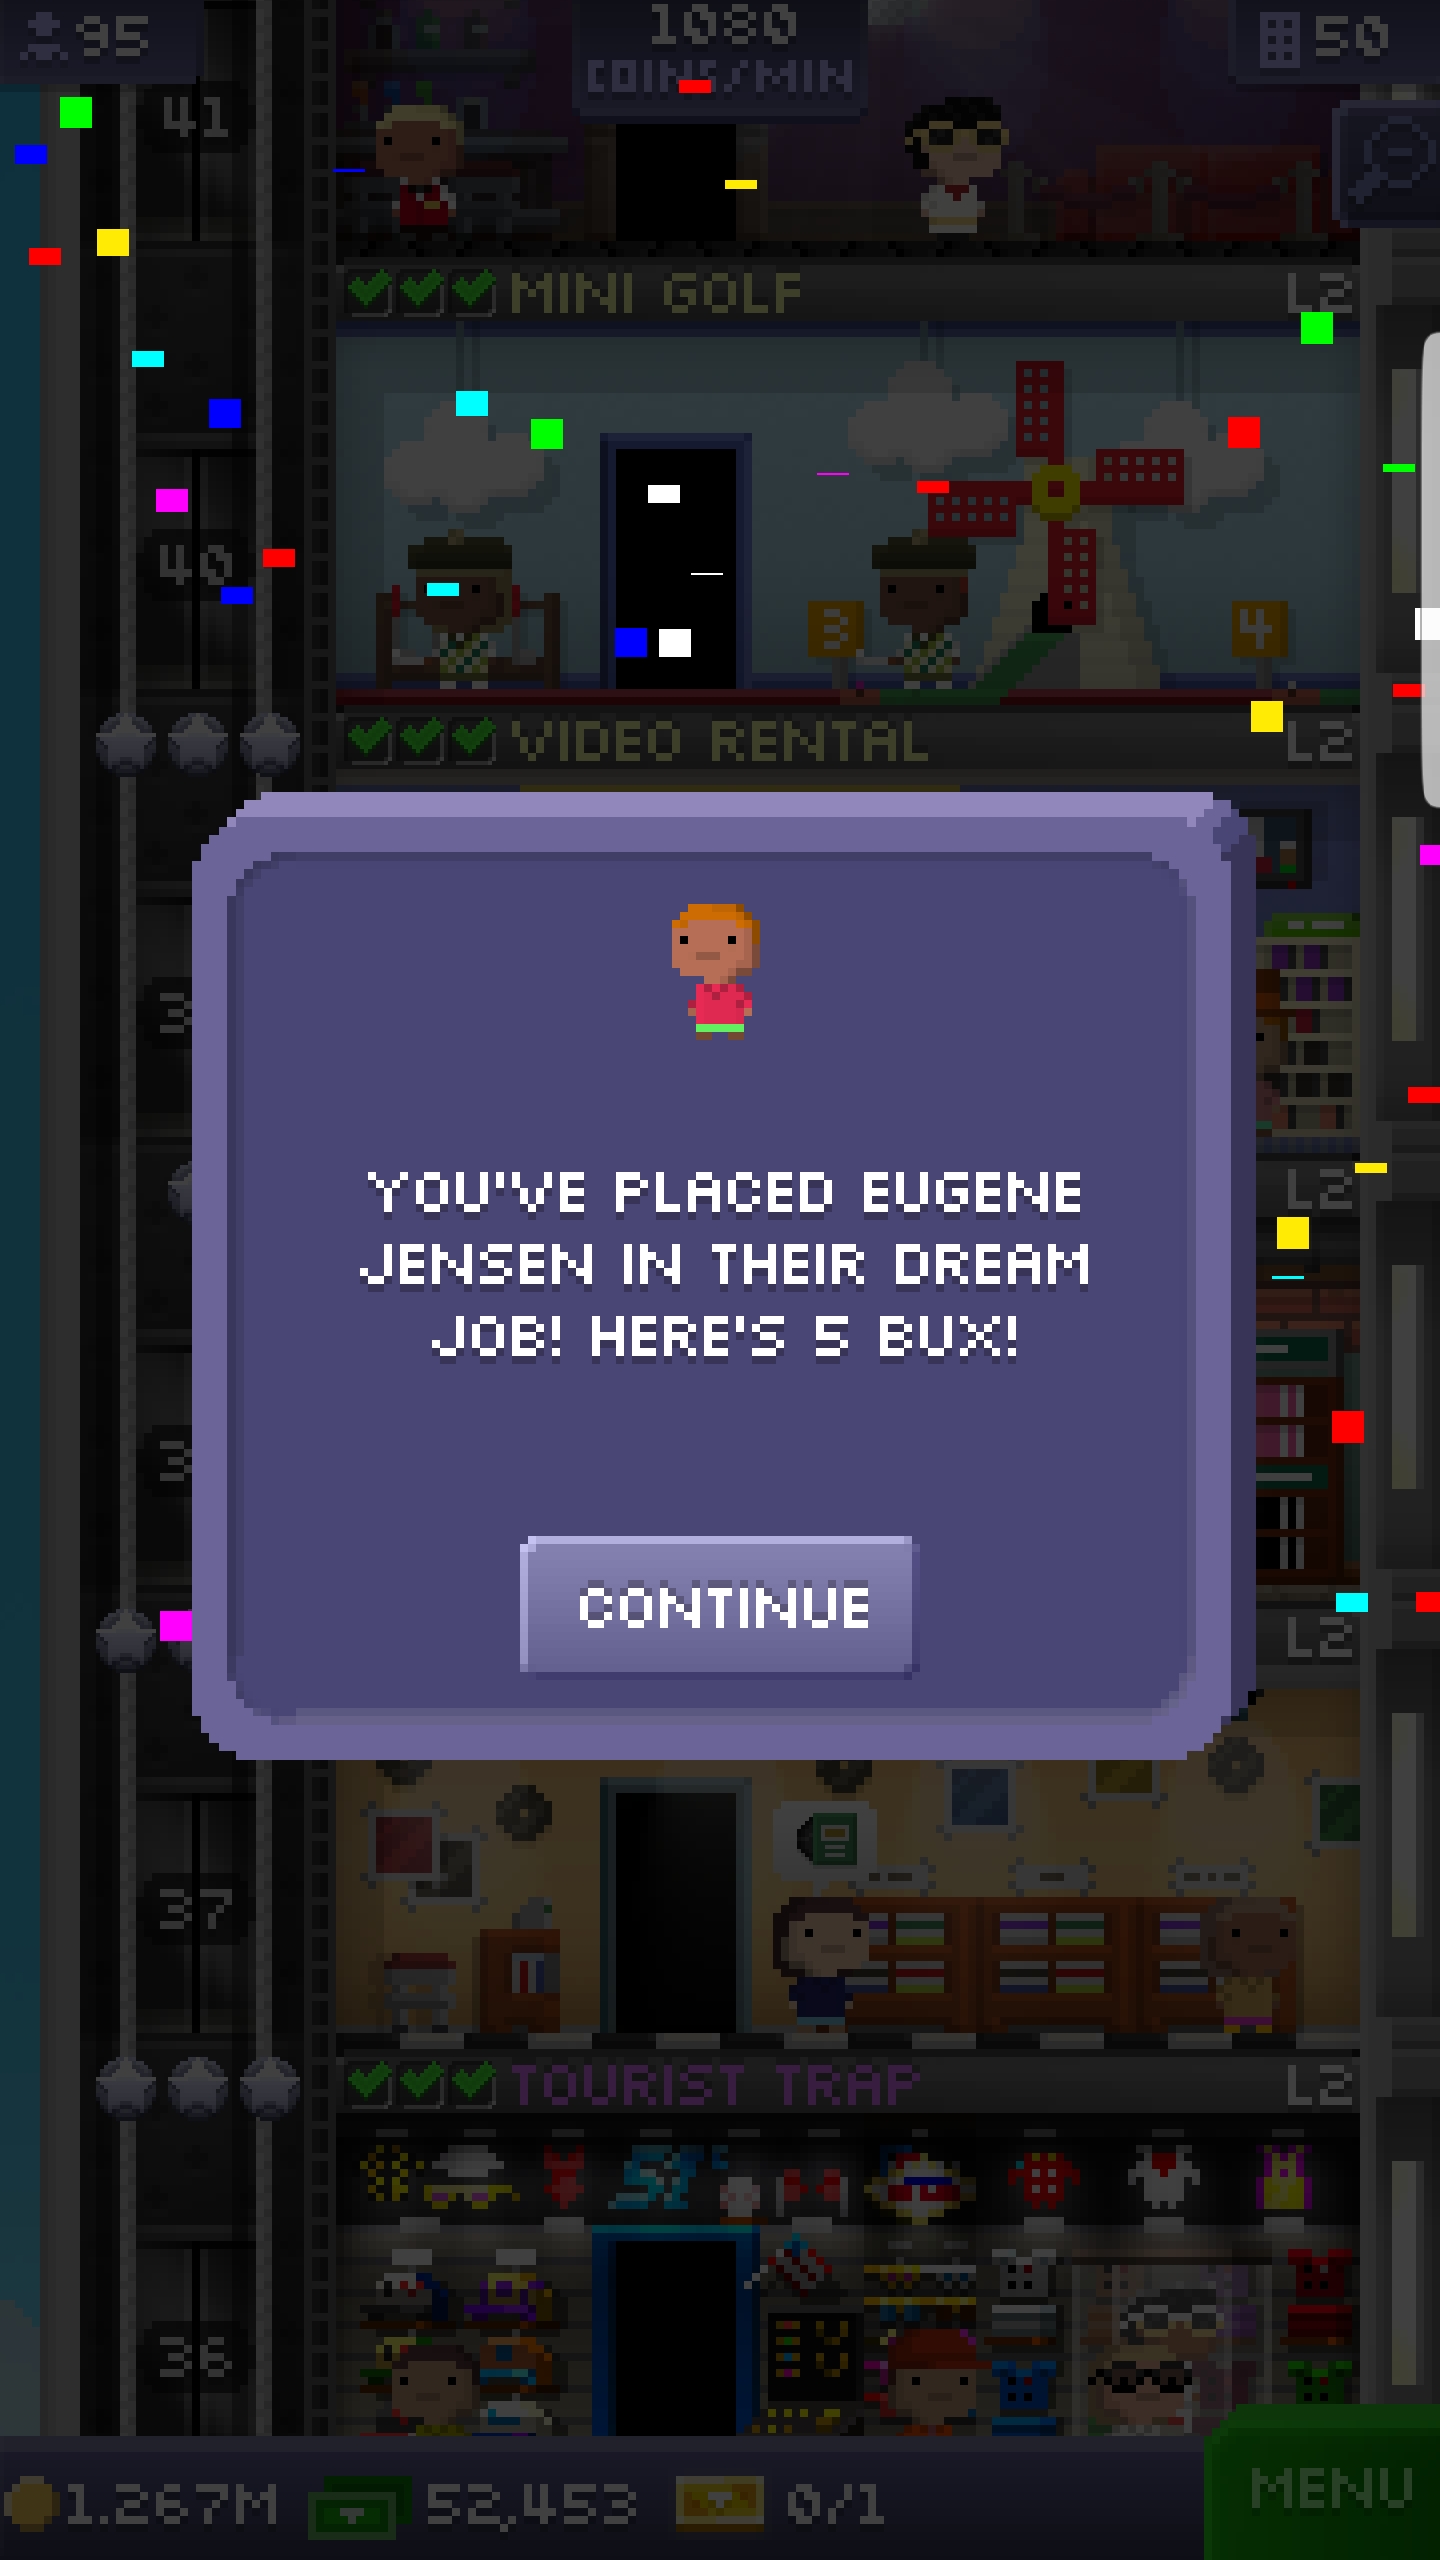 95
1080
COINS/MIN
50
41
MINI GOLF
L2
40
3
4
VIDEO RENTAL
L2
L2
YOU'VE PLACED EUGENE
JENSEN IN THEIR DREAM
JOB! HERE'S 5 BUX!
CONTINUE
L2
37
TOURIST TRAP
L2
36
1.267M
52,453
0/1
MENU